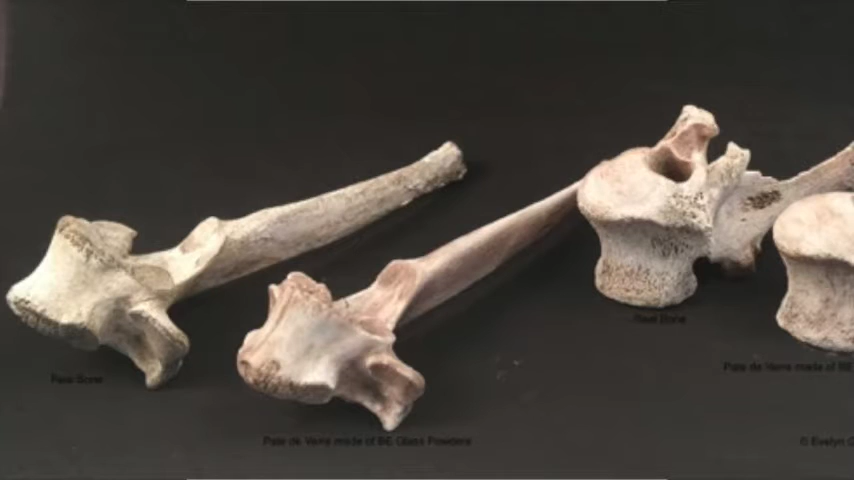 Real Bone
Pate de Verre made of BE Glass Powders
Real Bone
Pate de Verre made of BE
© Evelyn